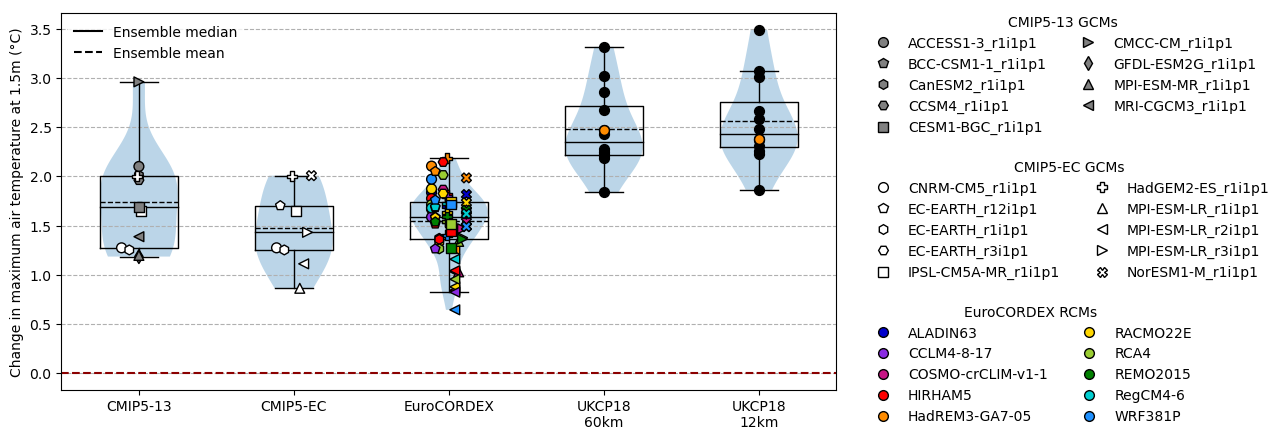 Change in maximum air temperature at 1.5m (°C)
3.5
3.0
2.5
2.0
1.5
1.0
0.5
0.0
Ensemble median
Ensemble mean
CMIP5-13
CMIP5-EC
EuroCORDEX
UKCP18
60km
UKCP18
12km
CMIP5-13 GCMs
ACCESS1-3_r1i1p1
BCC-CSM1-1_r1i1p1
CanESM2_r1i1p1
CCSM4_r1i1p1
CESM1-BGC_r1i1p1
CMCC-CM_r1i1p1
GFDL-ESM2G_r1i1p1
MPI-ESM-MR_r1i1p1
MRI-CGCM3_r1i1p1
CMIP5-EC GCMs
CNRM-CM5_r1i1p1
EC-EARTH_r12i1p1
EC-EARTH_r1i1p1
EC-EARTH_r3i1p1
IPSL-CM5A-MR_r1i1p1
HadGEM2-ES_r1i1p1
MPI-ESM-LR_r1i1p1
MPI-ESM-LR_r2i1p1
MPI-ESM-LR_r3i1p1
NorESM1-M_r1i1p1
EuroCORDEX RCMs
ALADIN63
CCLM4-8-17
COSMO-crCLIM-v1-1
HIRHAM5
HadREM3-GA7-05
RACMO22E
RCA4
REMO2015
RegCM4-6
WRF381P